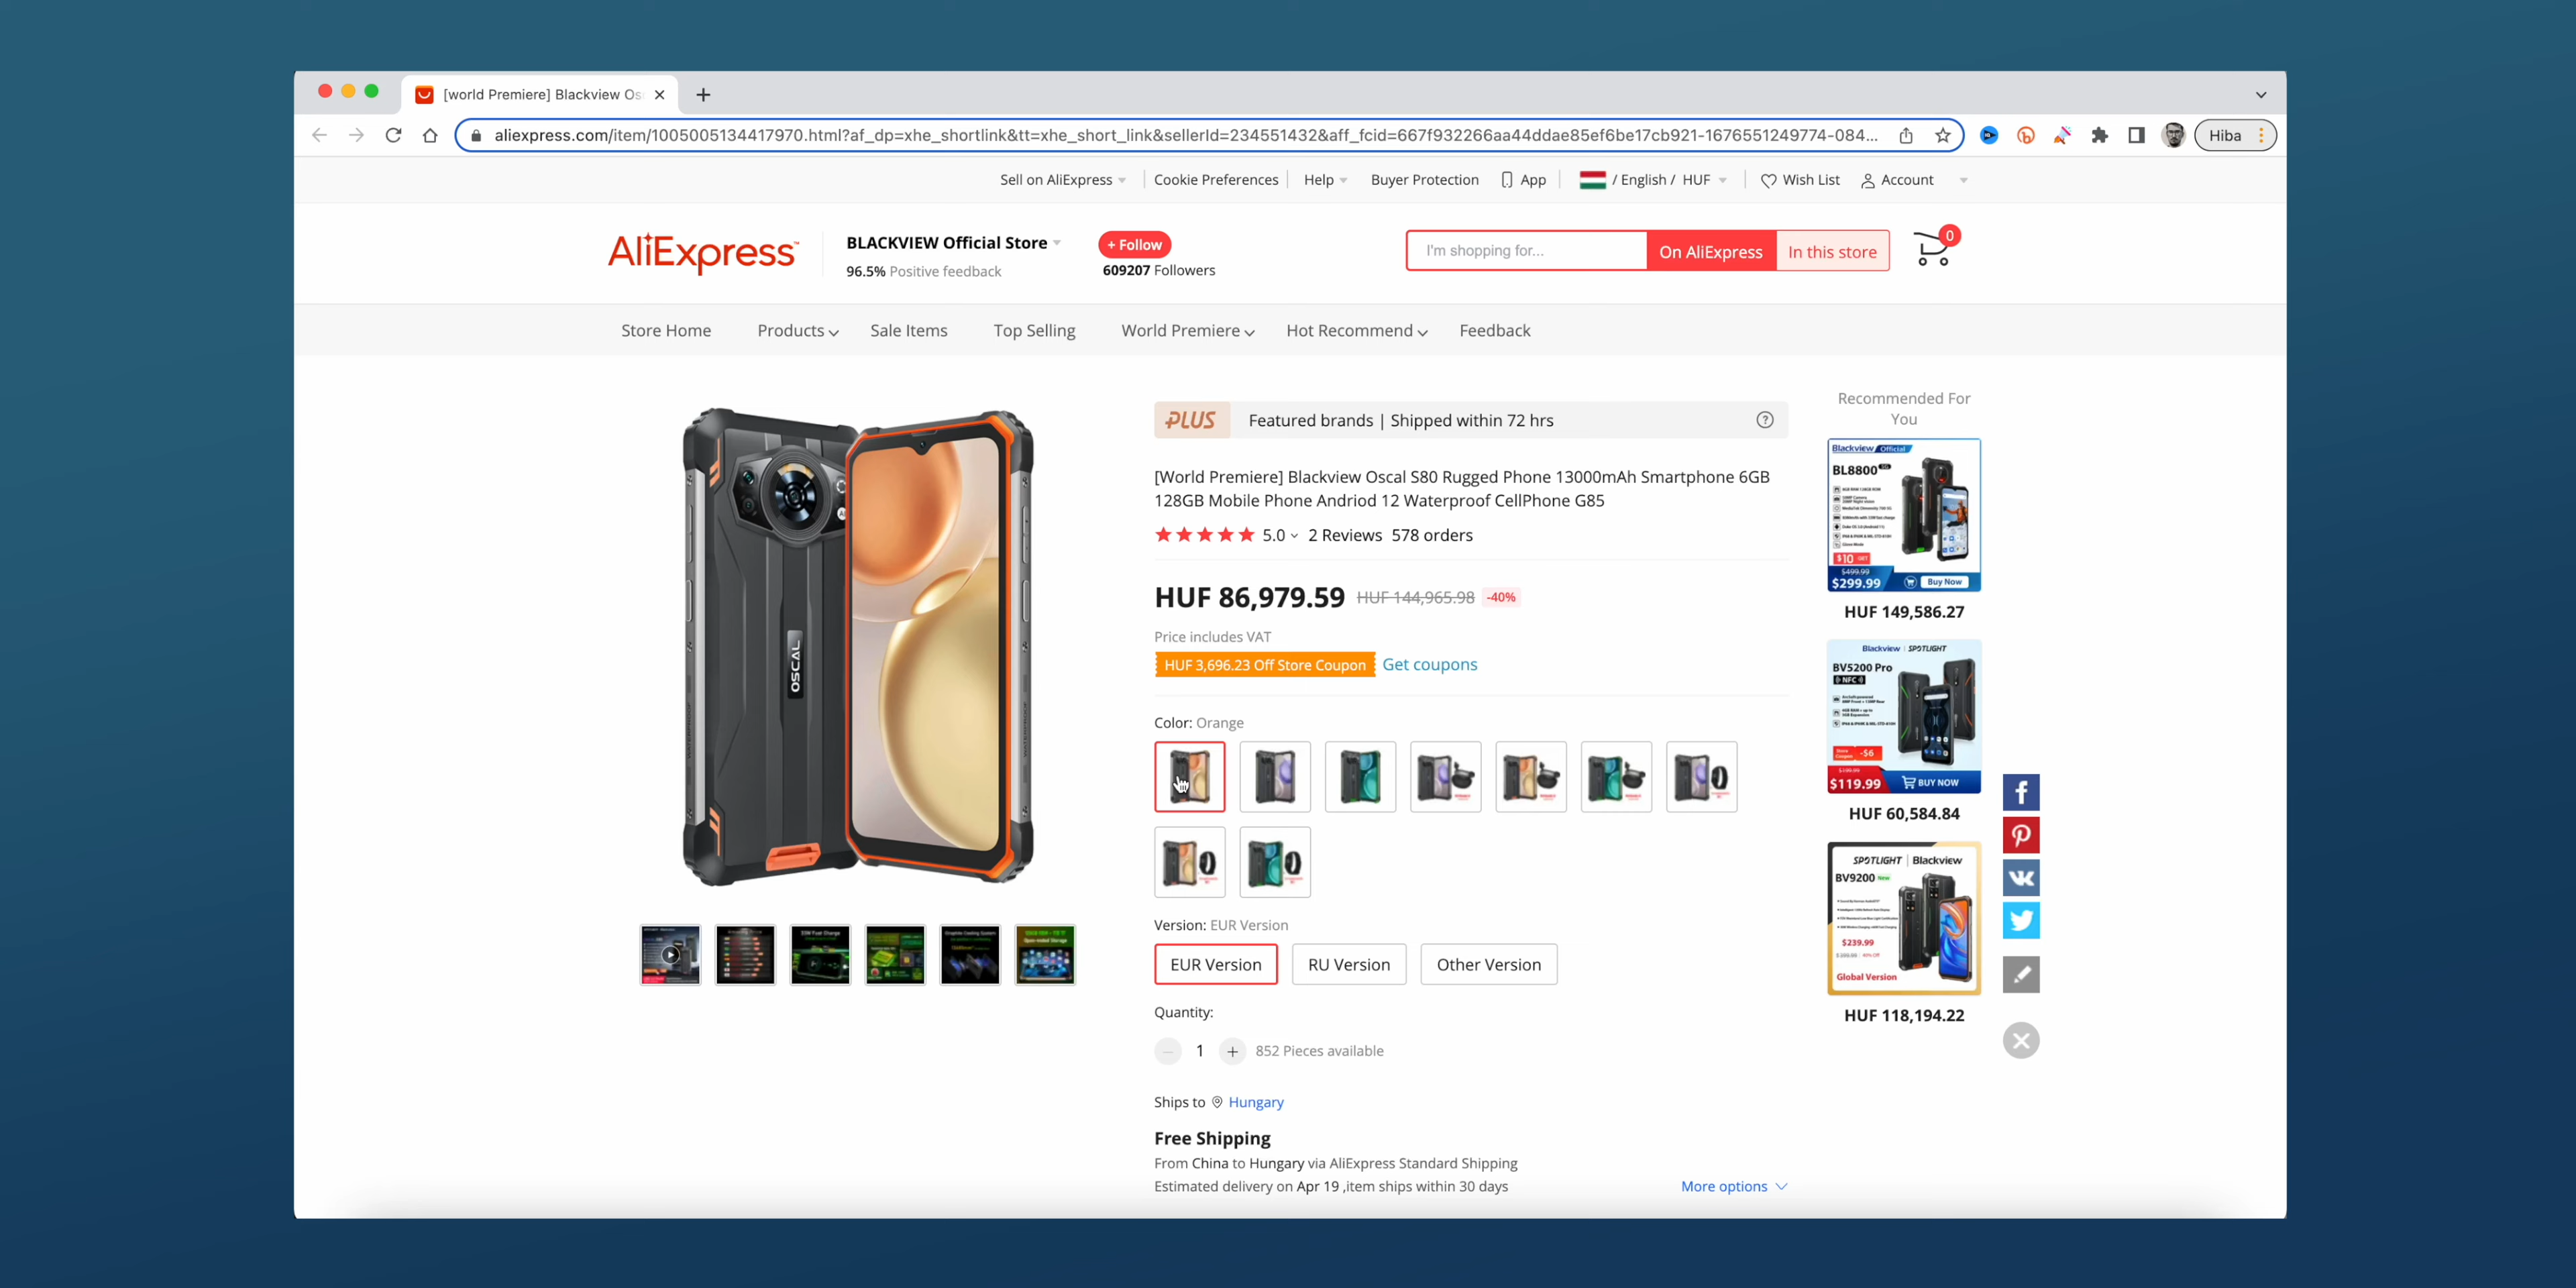 [world Premiere] Blackview Os
aliexpress.com/item/1005005134417970.html?af_dp=xhe_shortlink&tt=xhe_short_link&sellerId=234551432&aff_fcid=667f932266aa44ddae85ef6be17cb921-1676551249774-084...
Hiba
Sell on AliExpress
Cookie Preferences
Help
Buyer Protection
App
/ English / HUF
Wish List
Account
AliExpress™
BLACKVIEW Official Store
96.5% Positive feedback
+ Follow
609207 Followers
I'm shopping for...
On AliExpress
In this store
0
Store Home
Products
Sale Items
Top Selling
World Premiere
Hot Recommend
Feedback
OSCAL
PLUS
Featured brands | Shipped within 72 hrs
[World Premiere] Blackview Oscal S80 Rugged Phone 13000mAh Smartphone 6GB
128GB Mobile Phone Andriod 12 Waterproof CellPhone G85
5.0 2 Reviews 578 orders
HUF 86,979.59 HUF 144,965.98 -40%
Price includes VAT
HUF 3,696.23 Off Store Coupon Get coupons
Color: Orange
Version: EUR Version
EUR Version
RU Version
Other Version
Quantity:
1
852 Pieces available
Ships to Hungary
Free Shipping
From China to Hungary via AliExpress Standard Shipping
Estimated delivery on Apr 19 ,item ships within 30 days
More options
Recommended For
You
Blackview Official
BL8800
$10
$499.99
$299.99
Buy Now
HUF 149,586.27
Blackview | SPOTLIGHT
BV5200 Pro
NFC
-$6
$119.99
BUY NOW
HUF 60,584.84
SPOTLIGHT | Blackview
BV9200 New
$239.99
Global Version
HUF 118,194.22